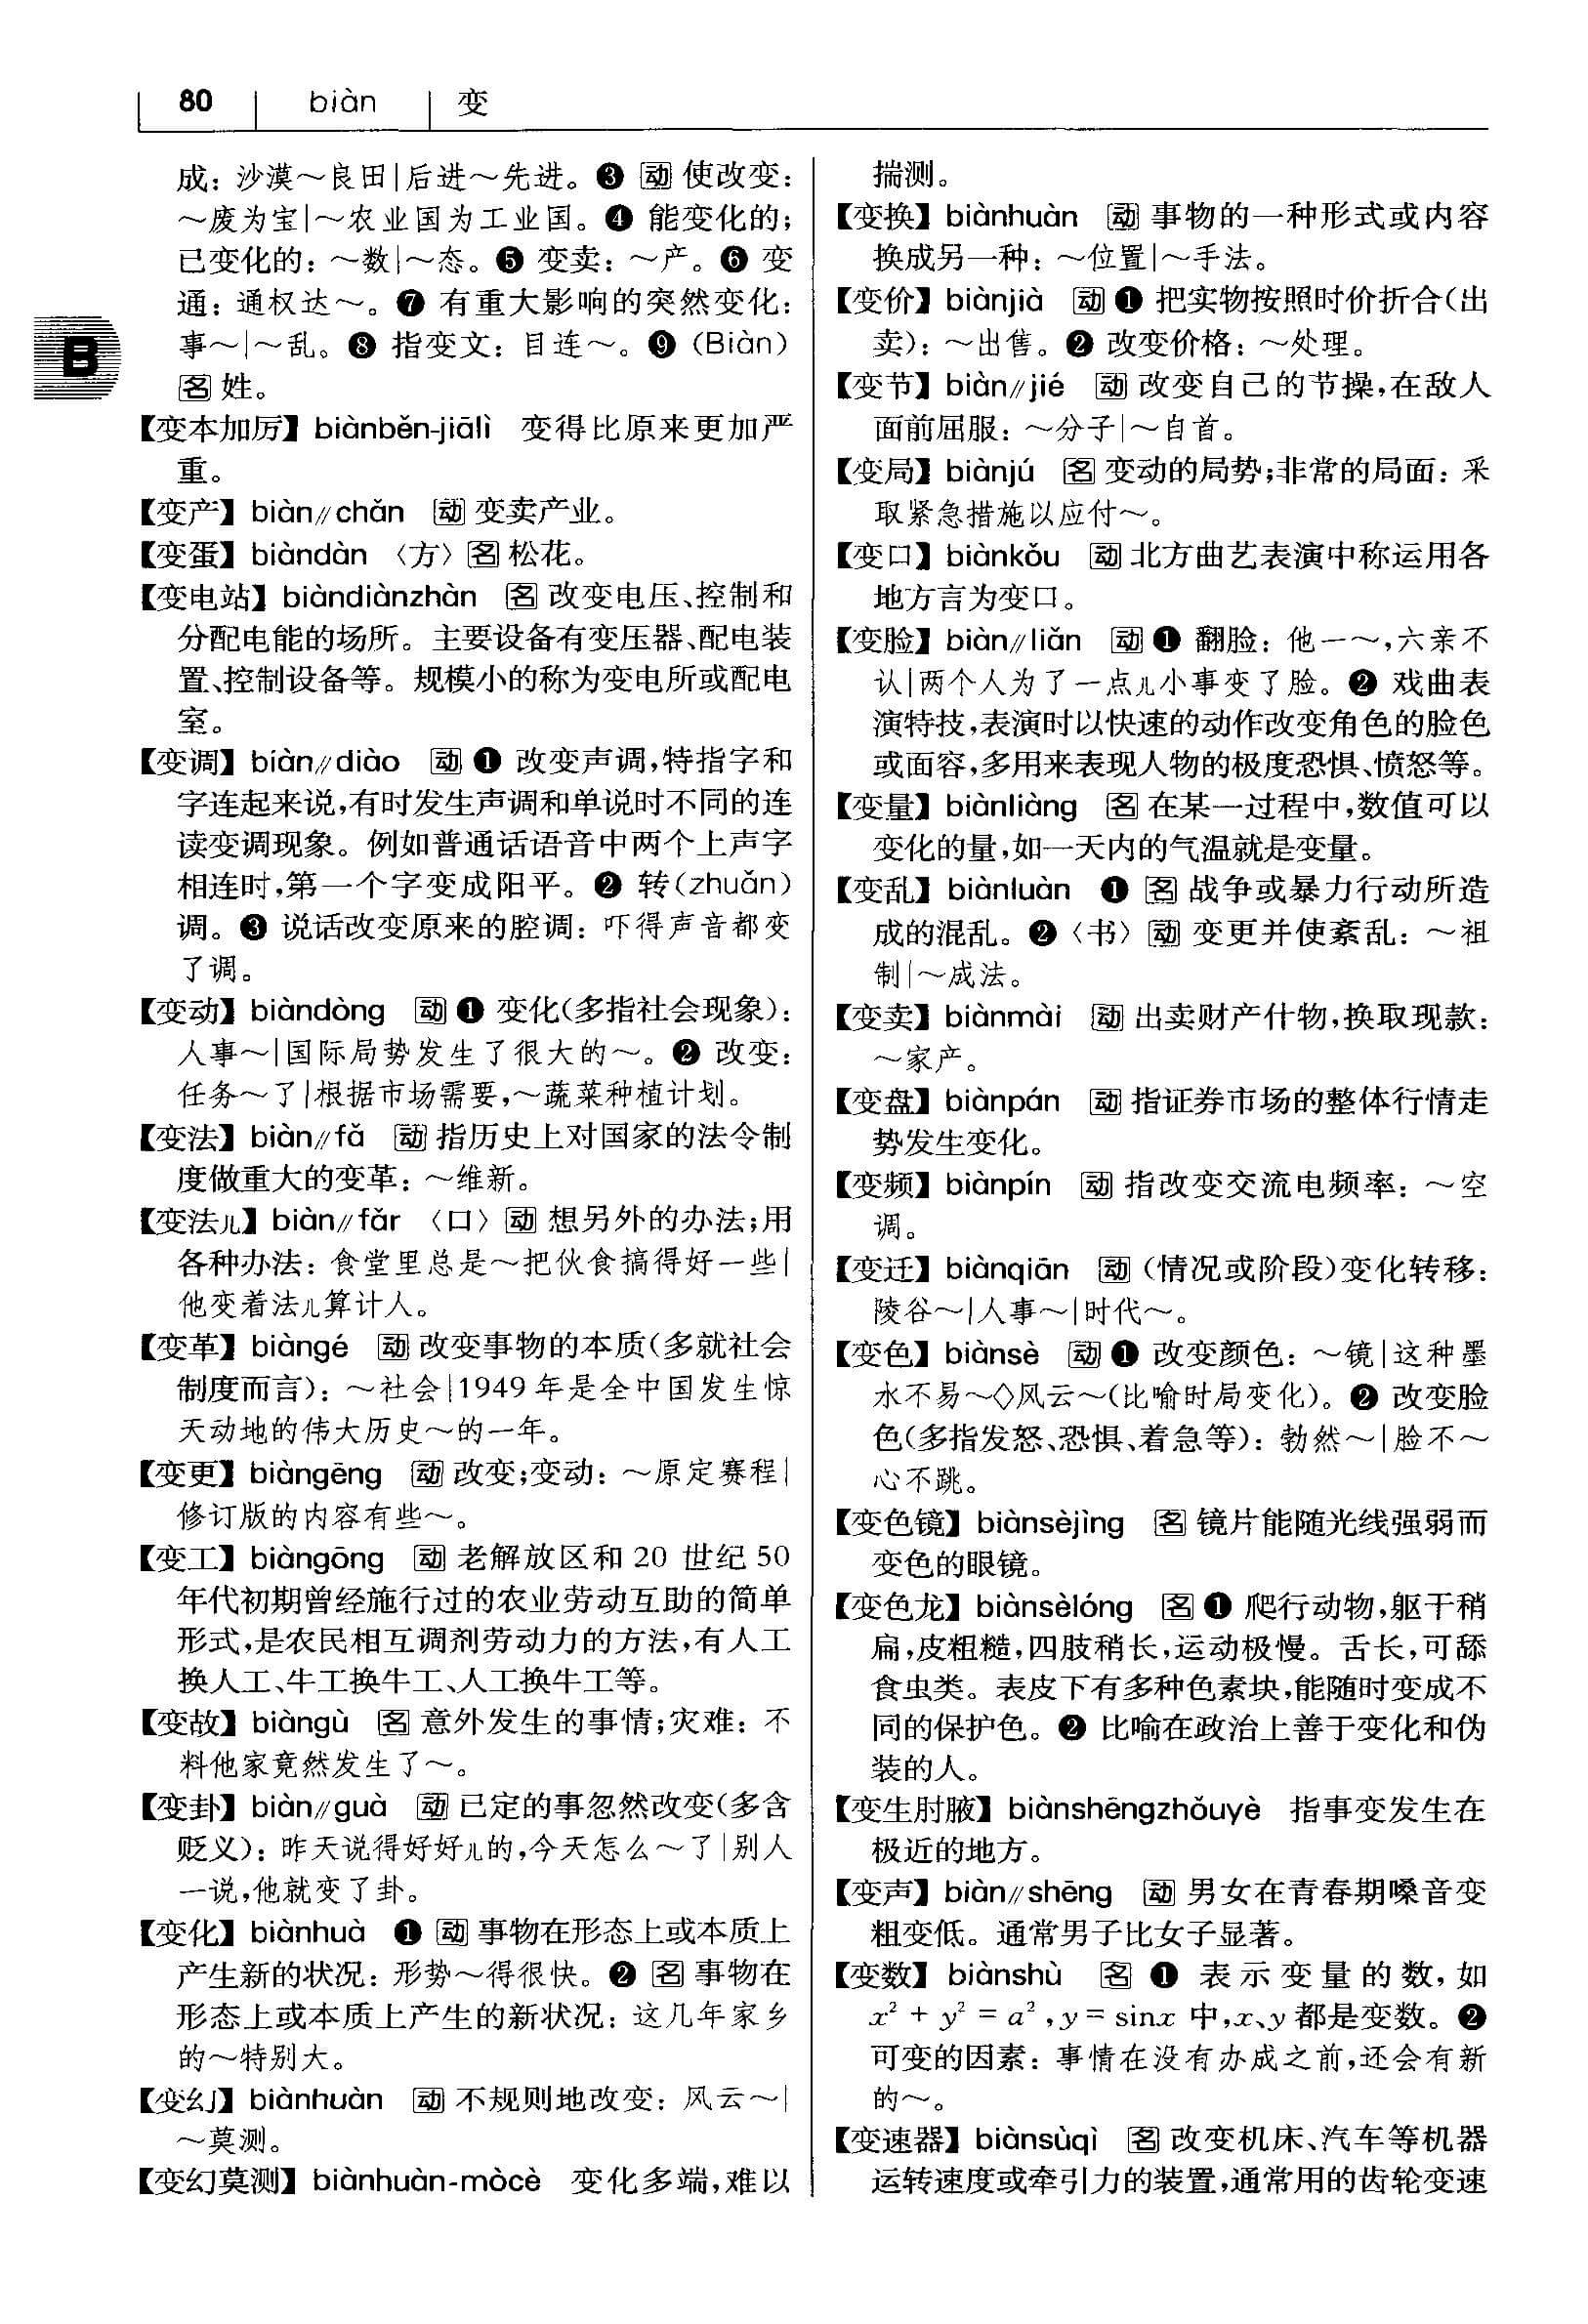 80 biàn 变
B
成：沙漠～良田|后进～先进。❸ 动 使改变：
～废为宝|～农业国为工业国。❹ 能变化的；
已变化的：～数|～态。❺ 变卖：～产。❻ 变
通：通权达～。❼ 有重大影响的突然变化：
事～|～乱。❽ 指变文：目连～。❾ (Biàn)
名 姓。
【变本加厉】biànběn-jiālì 变得比原来更加严
重。
【变产】biàn//chǎn 动 变卖产业。
【变蛋】biàndàn 〈方〉名 松花。
【变电站】biàndiànzhàn 名 改变电压、控制和
分配电能的场所。主要设备有变压器、配电装
置、控制设备等。规模小的称为变电所或配电
室。
【变调】biàn//diào 动 ❶ 改变声调，特指字和
字连起来说，有时发生声调和单说时不同的连
读变调现象。例如普通话语音中两个上声字
相连时，第一个字变成阳平。❷ 转(zhuǎn)
调。❸ 说话改变原来的腔调：吓得声音都变
了调。
【变动】biàndòng 动 ❶ 变化(多指社会现象)：
人事～|国际局势发生了很大的～。❷ 改变：
任务～了|根据市场需要，～蔬菜种植计划。
【变法】biàn//fǎ 动 指历史上对国家的法令制
度做重大的变革：～维新。
【变法儿】biàn//fǎr 〈口〉动 想另外的办法；用
各种办法：食堂里总是～把伙食搞得好一些|
他变着法儿算计人。
【变革】biàngé 动 改变事物的本质(多就社会
制度而言)：～社会|1949年是全中国发生惊
天动地的伟大历史～的一年。
【变更】biàngēng 动 改变；变动：～原定赛程|
修订版的内容有些～。
【变工】biàngōng 动 老解放区和 20 世纪 50
年代初期曾经施行过的农业劳动互助的简单
形式，是农民相互调剂劳动力的方法，有人工
换人工、牛工换牛工、人工换牛工等。
【变故】biàngù 名 意外发生的事情；灾难：不
料他家竟然发生了～。
【变卦】biàn//guà 动 已定的事忽然改变(多含
贬义)：昨天说得好好儿的，今天怎么～了|别人
一说，他就变了卦。
【变化】biànhuà ❶ 动 事物在形态上或本质上
产生新的状况：形势～得很快。❷ 名 事物在
形态上或本质上产生的新状况：这几年家乡
的～特别大。
【变幻】biànhuàn 动 不规则地改变：风云～|
～莫测。
【变幻莫测】biànhuàn-mòcè 变化多端，难以
揣测。
【变换】biànhuàn 动 事物的一种形式或内容
换成另一种：～位置|～手法。
【变价】biànjià 动 ❶ 把实物按照时价折合(出
卖)：～出售。❷ 改变价格：～处理。
【变节】biàn//jié 动 改变自己的节操，在敌人
面前屈服：～分子|～自首。
【变局】biànjú 名 变动的局势；非常的局面：采
取紧急措施以应付～。
【变口】biànkǒu 动 北方曲艺表演中称运用各
地方言为变口。
【变脸】biàn//liǎn 动 ❶ 翻脸：他一～，六亲不
认|两个人为了一点儿小事变了脸。❷ 戏曲表
演特技，表演时以快速的动作改变角色的脸色
或面容，多用来表现人物的极度恐惧、愤怒等。
【变量】biànliàng 名 在某一过程中，数值可以
变化的量，如一天内的气温就是变量。
【变乱】biànluàn ❶ 名 战争或暴力行动所造
成的混乱。❷〈书〉动 变更并使紊乱：～祖
制|～成法。
【变卖】biànmài 动 出卖财产什物，换取现款：
～家产。
【变盘】biànpán 动 指证券市场的整体行情走
势发生变化。
【变频】biànpín 动 指改变交流电频率：～空
调。
【变迁】biànqiān 动 (情况或阶段)变化转移：
陵谷～|人事～|时代～。
【变色】biànsè 动 ❶ 改变颜色：～镜|这种墨
水不易～◇风云～(比喻时局变化)。❷ 改变脸
色(多指发怒、恐惧、着急等)：勃然～|脸不～
心不跳。
【变色镜】biànsèjìng 名 镜片能随光线强弱而
变色的眼镜。
【变色龙】biànsèlóng 名 ❶ 爬行动物，躯干稍
扁，皮粗糙，四肢稍长，运动极慢。舌长，可舔
食虫类。表皮下有多种色素块，能随时变成不
同的保护色。❷ 比喻在政治上善于变化和伪
装的人。
【变生肘腋】biànshēngzhǒuyè 指事变发生在
极近的地方。
【变声】biàn//shēng 动 男女在青春期嗓音变
粗变低。通常男子比女子显著。
【变数】biànshù 名 ❶ 表示变量的数，如
x² + y² = a²，y = sinx 中，x、y 都是变数。❷
可变的因素：事情在没有办成之前，还会有新
的～。
【变速器】biànsùqì 名 改变机床、汽车等机器
运转速度或牵引力的装置，通常用的齿轮变速